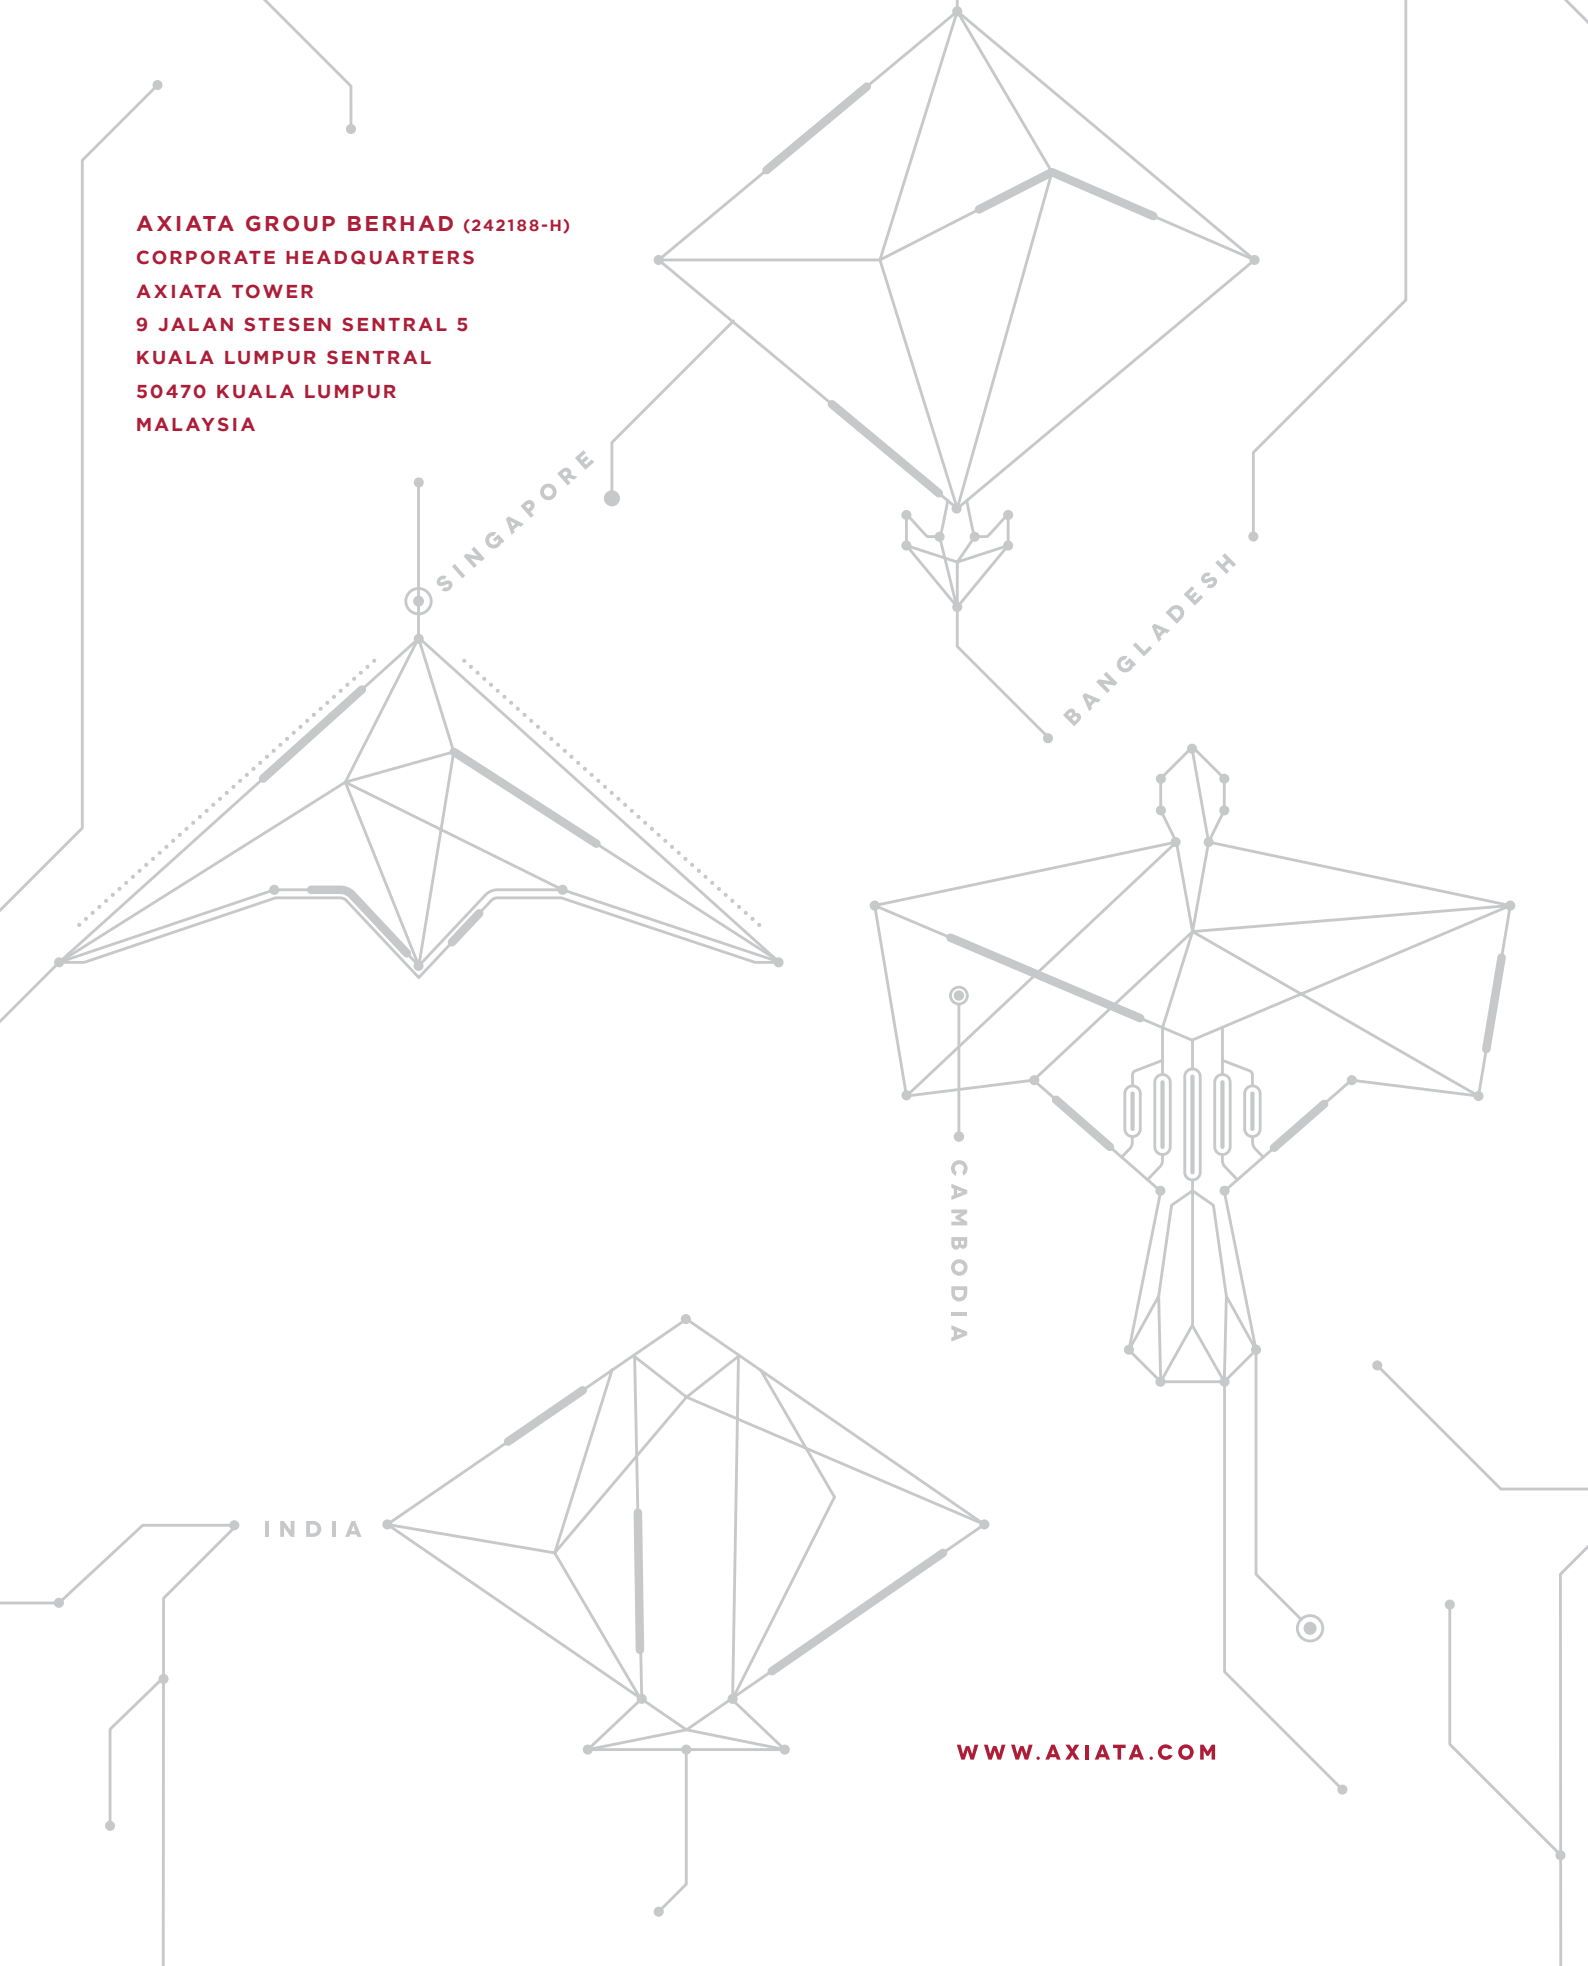 AXIATA GROUP BERHAD (242188-H)
CORPORATE HEADQUARTERS
AXIATA TOWER
9 JALAN STESEN SENTRAL 5
KUALA LUMPUR SENTRAL
50470 KUALA LUMPUR
MALAYSIA
SINGAPORE
BANGLADESH
CAMBODIA
INDIA
WWW.AXIATA.COM